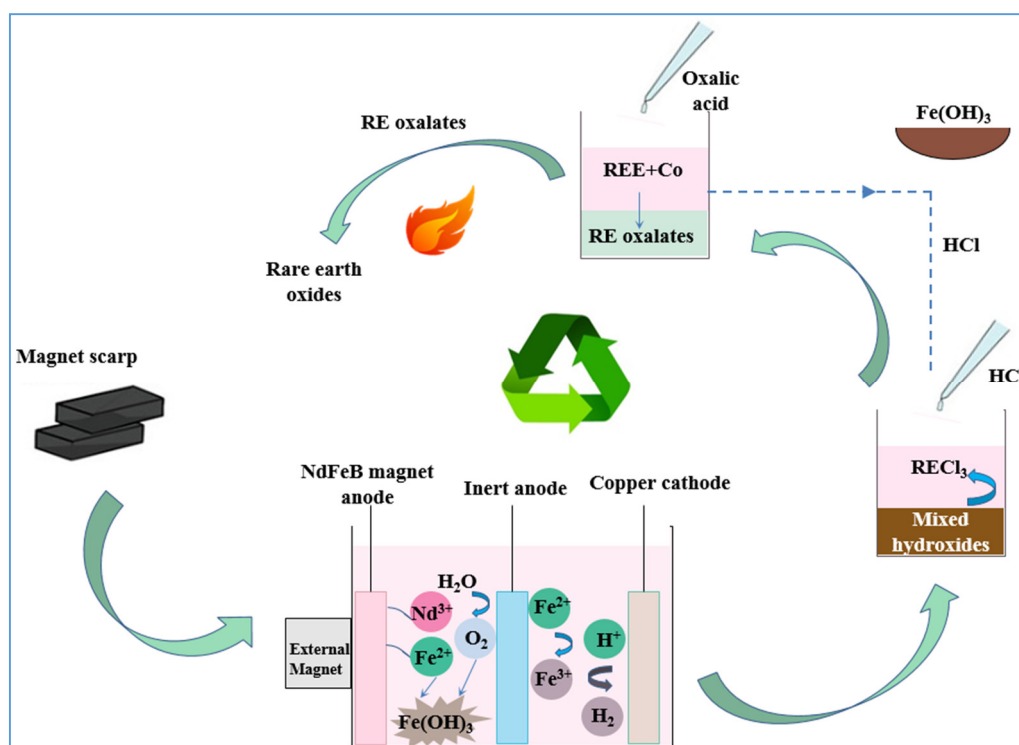 Oxalic
acid
Fe(OH)₃
RE oxalates
REE+Co
RE oxalates
HCl
Rare earth
oxides
Magnet scarp
HC
NdFeB magnet
anode
Inert anode
Copper cathode
RECl₃
Mixed
hydroxides
H₂O
Nd³⁺
Fe²⁺
O₂
Fe²⁺
H⁺
Fe³⁺
External
Magnet
Fe(OH)₃
H₂